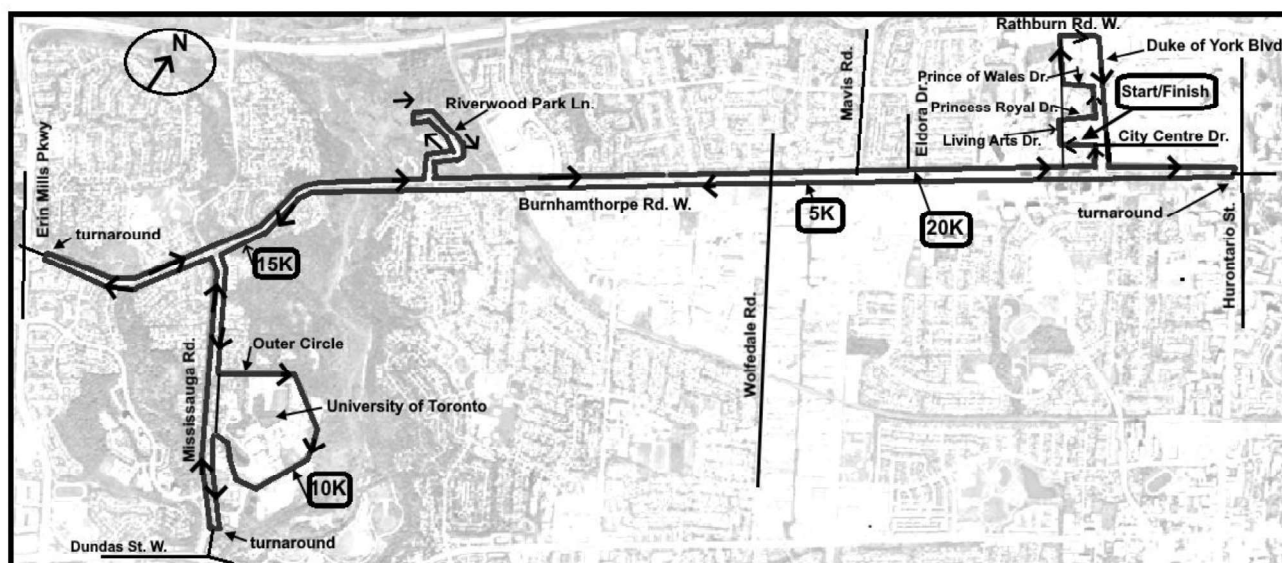 Rathburn Rd. W.
N
Duke of York Blvd
Mavis Rd.
Eldora Dr.
Prince of Wales Dr.
Start/Finish
Riverwood Park Ln.
Princess Royal Dr.
Living Arts Dr.
City Centre Dr.
Erin Mills Pkwy
turnaround
Burnhamthorpe Rd. W.
5K
20K
turnaround
Hurontario St.
15K
Wolfedale Rd.
Outer Circle
Mississauga Rd.
University of Toronto
10K
turnaround
Dundas St. W.